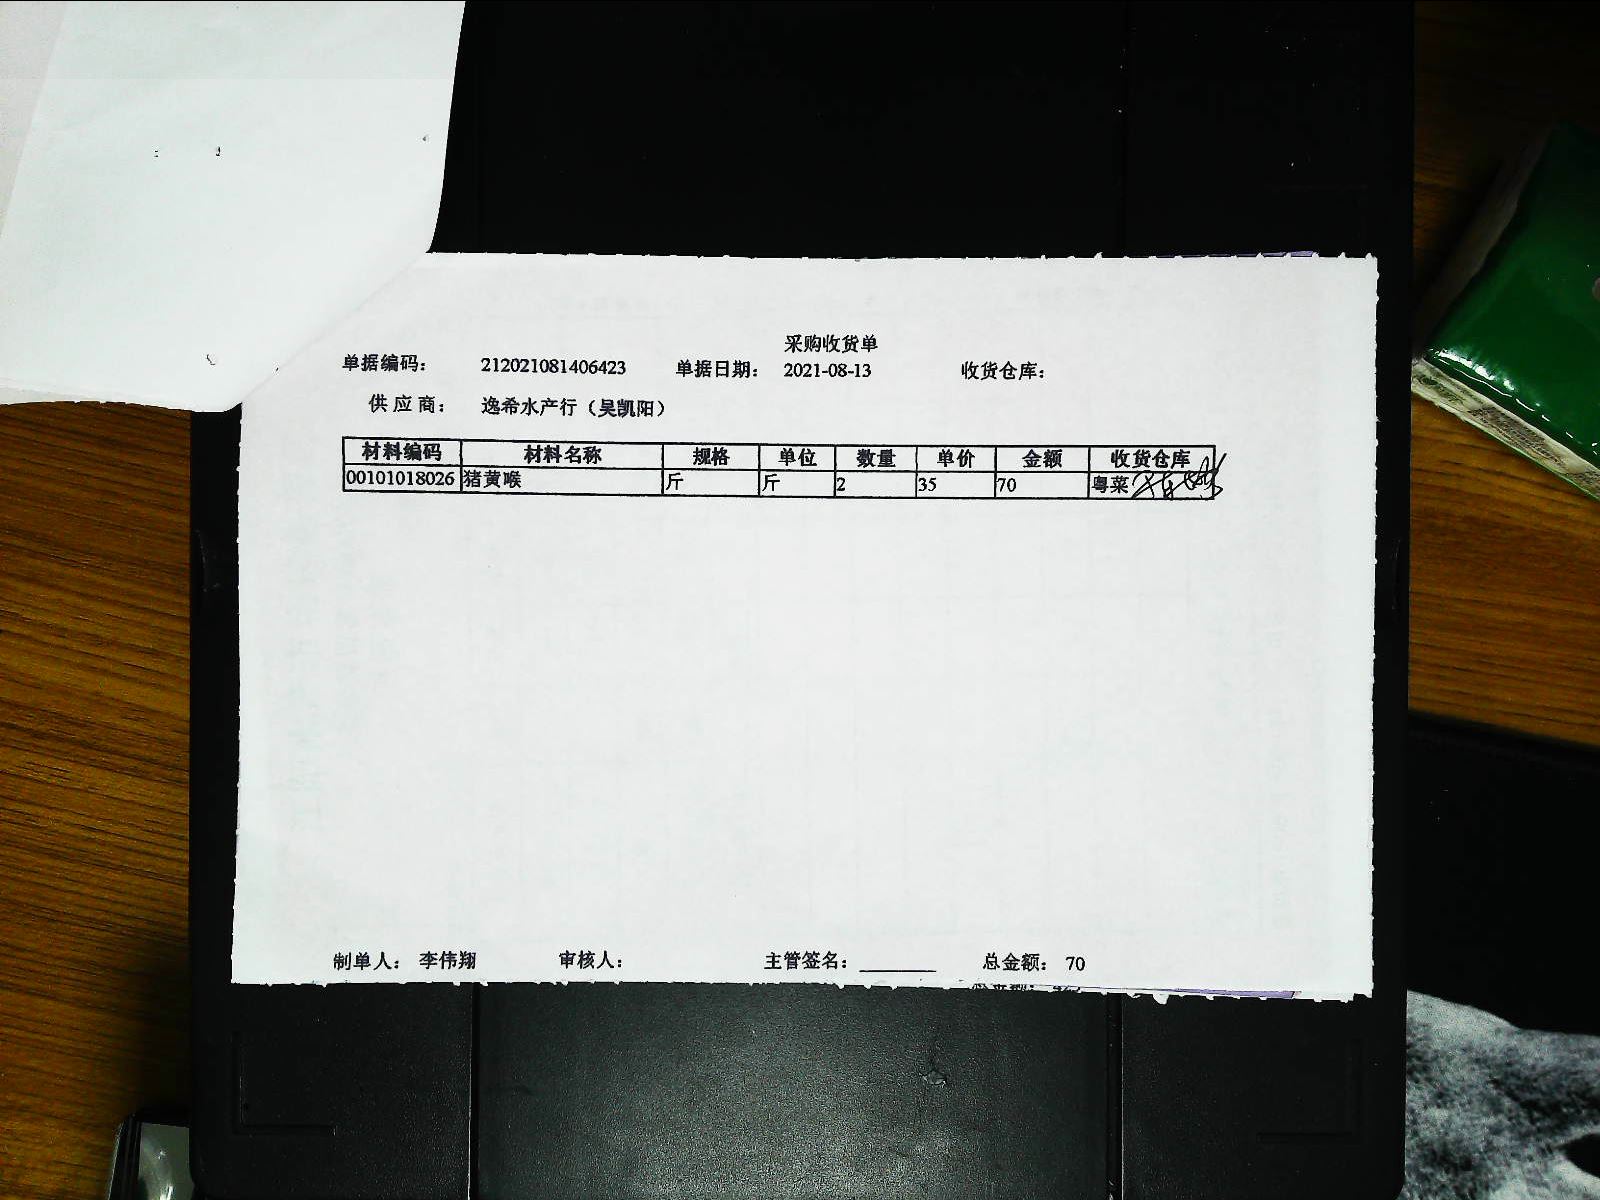 采购收货单
单据编码： 212021081406423 单据日期： 2021-08-13 收货仓库：
供应商： 逸希水产行（吴凯阳）
材料编码 材料名称 规格 单位 数量 单价 金额 收货仓库
00101018026 猪黄喉 斤 斤 2 35 70 粤菜
制单人： 李伟翔 审核人： 主管签名： 总金额： 70